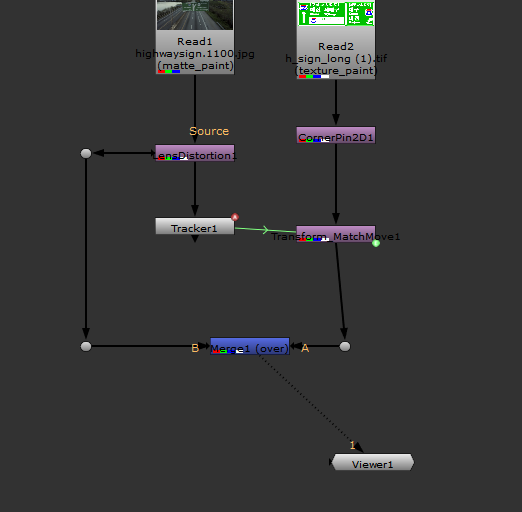 Read1
highwaysign.1100.jpg
(matte_paint)
Read2
h_sign_long (1).tif
(texture_paint)
Source
CornerPin2D1
LensDistortion1
Tracker1
Transform_MatchMove1
B
Merge1 (over)
A
1
Viewer1